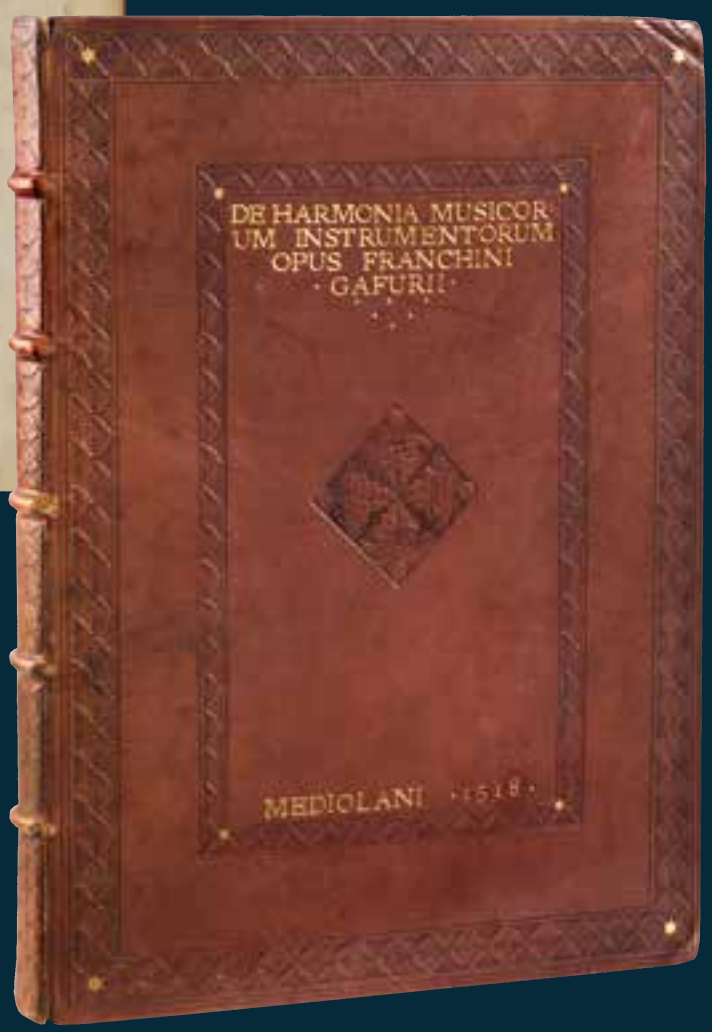 DE HARMONIA MUSICOR
UM INSTRUMENTORUM
OPUS FRANCHINI
· GAFURII ·
MEDIOLANI · 1518 ·